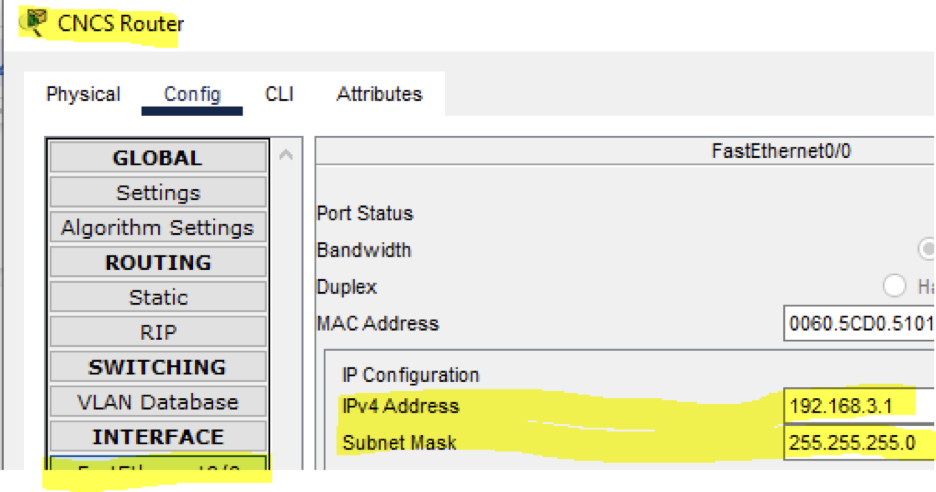 CNCS Router
Physical Config CLI Attributes
GLOBAL
Settings
Algorithm Settings
ROUTING
Static
RIP
SWITCHING
VLAN Database
INTERFACE
FastEthernet0/0
Port Status
Bandwidth
Duplex
MAC Address 0060.5CD0.5101
IP Configuration
IPv4 Address 192.168.3.1
Subnet Mask 255.255.255.0